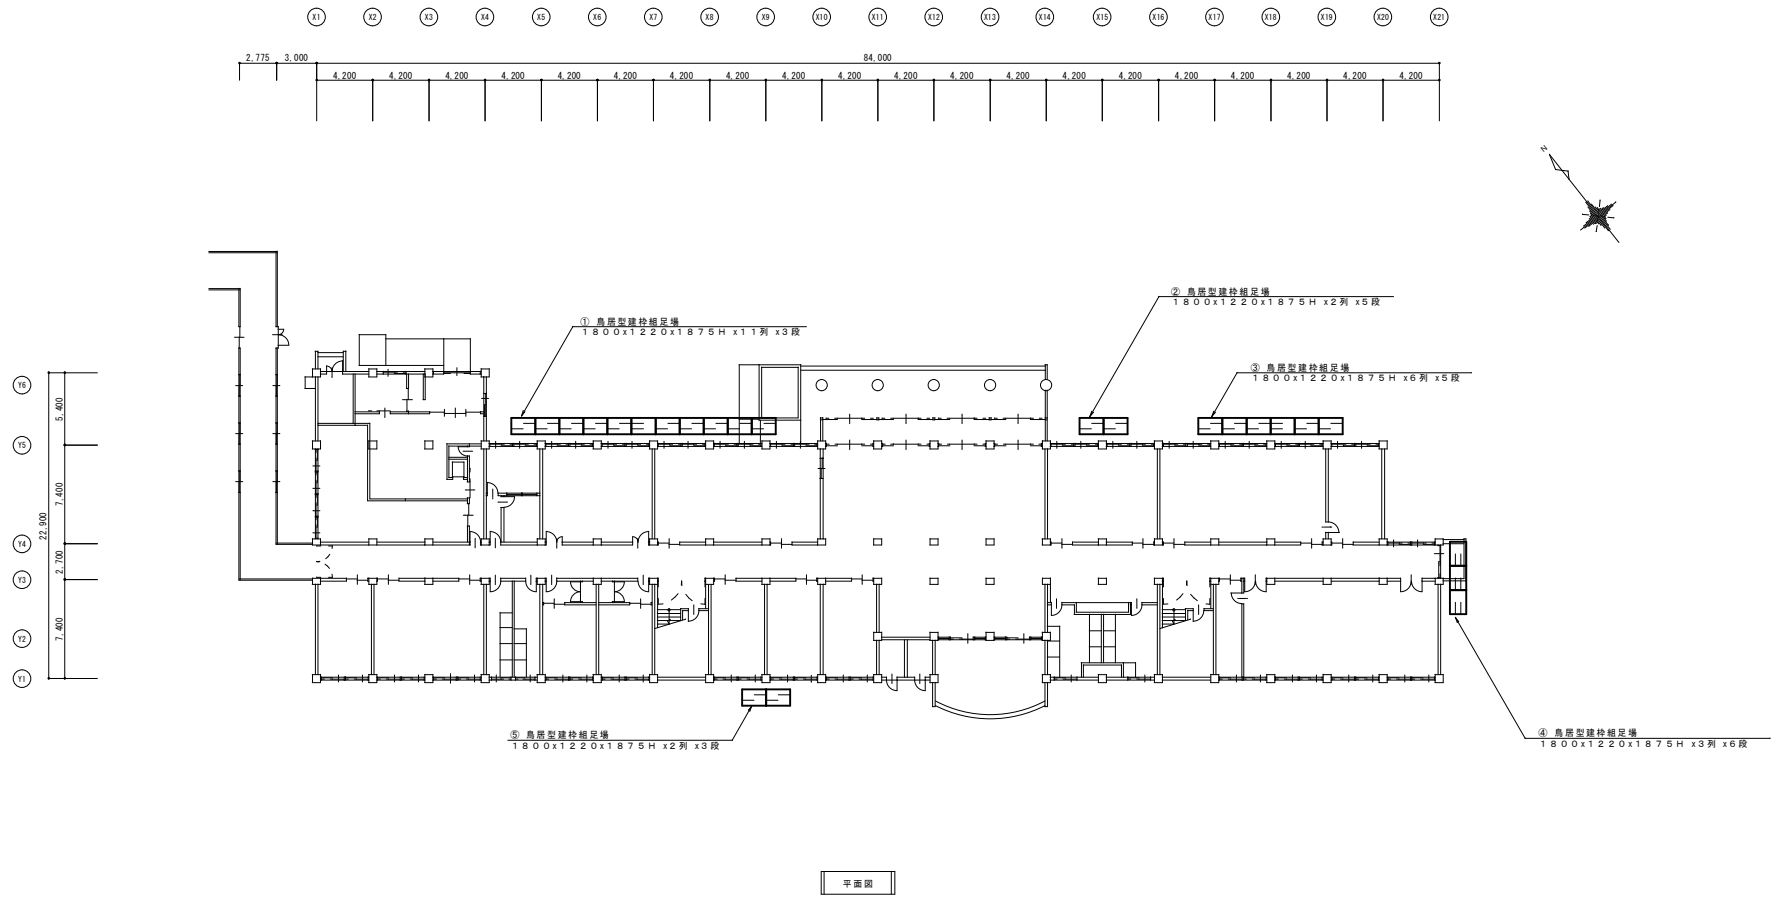 X1 X2 X3 X4 X5 X6 X7 X8 X9 X10 X11 X12 X13 X14 X15 X16 X17 X18 X19 X20 X21
2,775 3,000 84,000
4,200 4,200 4,200 4,200 4,200 4,200 4,200 4,200 4,200 4,200 4,200 4,200 4,200 4,200 4,200 4,200 4,200 4,200 4,200 4,200
N
② 鳥居型建枠組足場
1800x1220x1875H x2列 x5段
① 鳥居型建枠組足場
1800x1220x1875H x11列 x3段
③ 鳥居型建枠組足場
1800x1220x1875H x6列 x5段
Y6
5,400
Y5
7,400
22,900
Y4
2,700
Y3
7,400
Y2
Y1
⑤ 鳥居型建枠組足場
1800x1220x1875H x2列 x3段
④ 鳥居型建枠組足場
1800x1220x1875H x3列 x6段
平面図